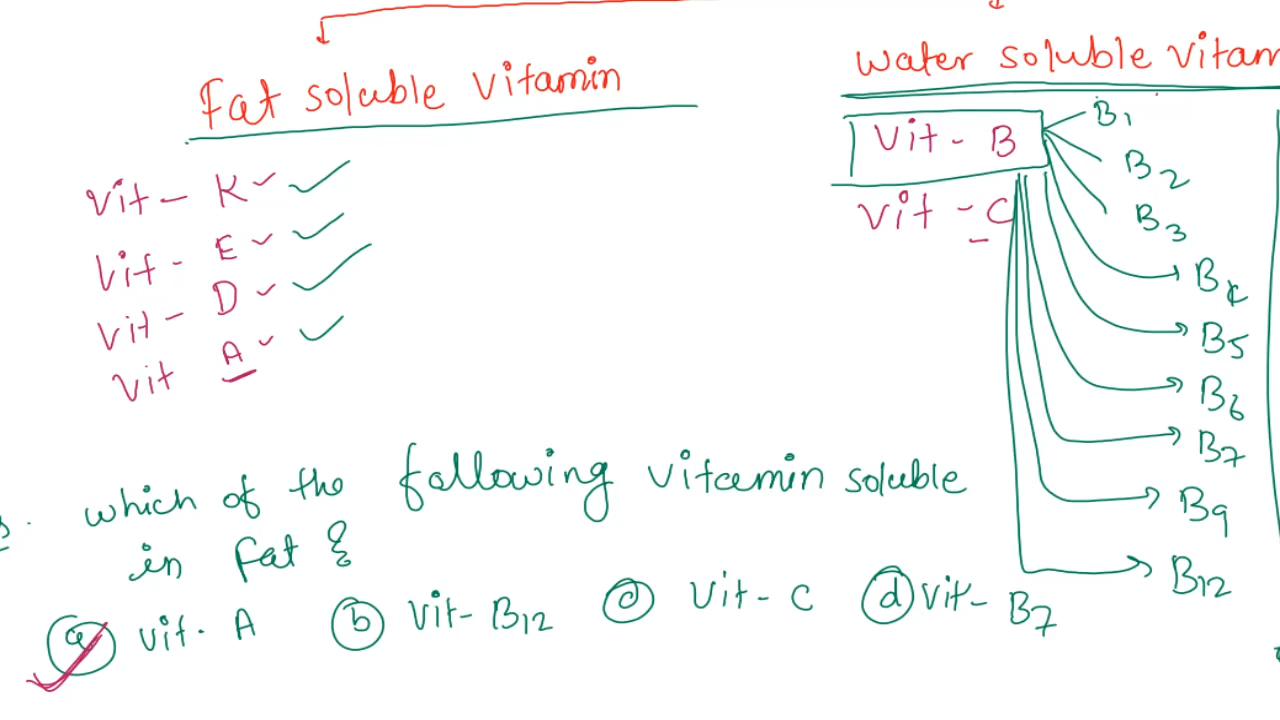 Fat soluble vitamin
Vit - K
Vit - E
Vit - D
Vit A
water soluble vitam
Vit - B
Vit - C
B1
B2
B3
B5
B6
B7
B9
B12
which of the following vitamin soluble
in fat
(a) vit - A (b) Vit - B12 (c) Vit - C (d) Vit - B7